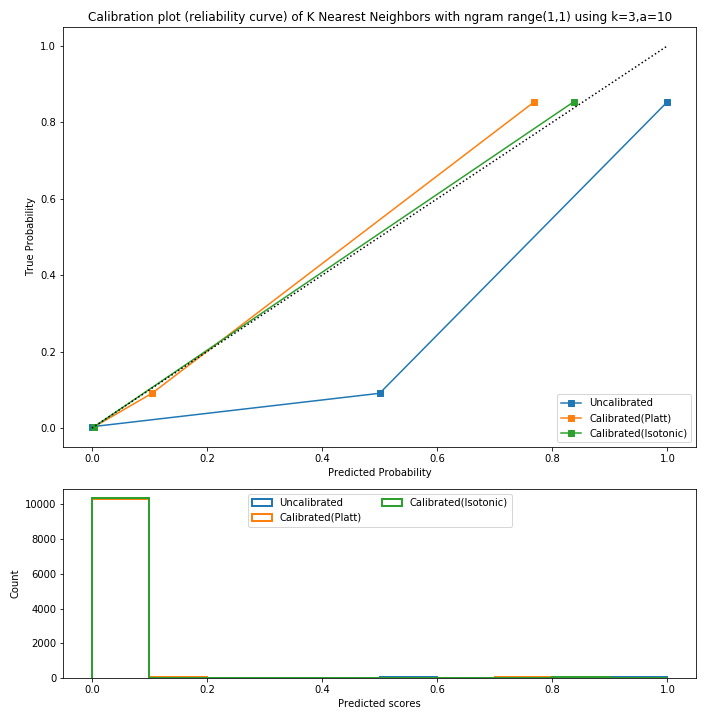 Calibration plot (reliability curve) of K Nearest Neighbors with ngram range(1,1) using k=3,a=10
1.0
0.8
0.6
0.4
0.2
0.0
True Probability
0.0 0.2 0.4 0.6 0.8 1.0
Predicted Probability
Uncalibrated
Calibrated(Platt)
Calibrated(Isotonic)
10000
8000
6000
4000
2000
0
Count
Uncalibrated
Calibrated(Platt)
Calibrated(Isotonic)
0.0 0.2 0.4 0.6 0.8 1.0
Predicted scores